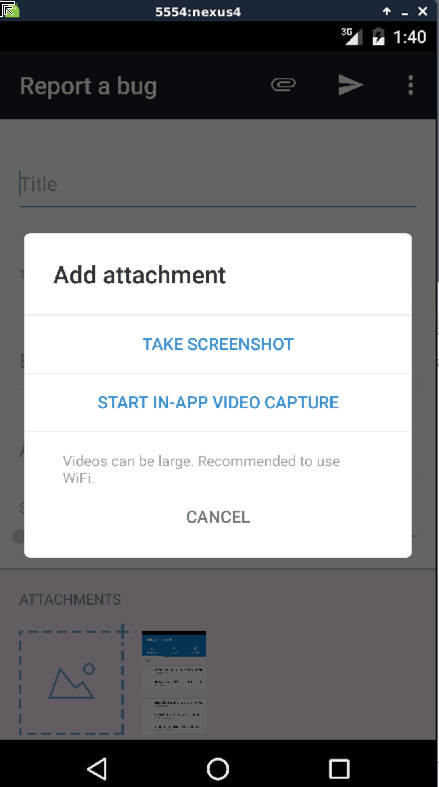 5554:nexus4
3G
1:40
Report a bug
Title
Add attachment
TAKE SCREENSHOT
START IN-APP VIDEO CAPTURE
Videos can be large. Recommended to use
WiFi.
CANCEL
ATTACHMENTS